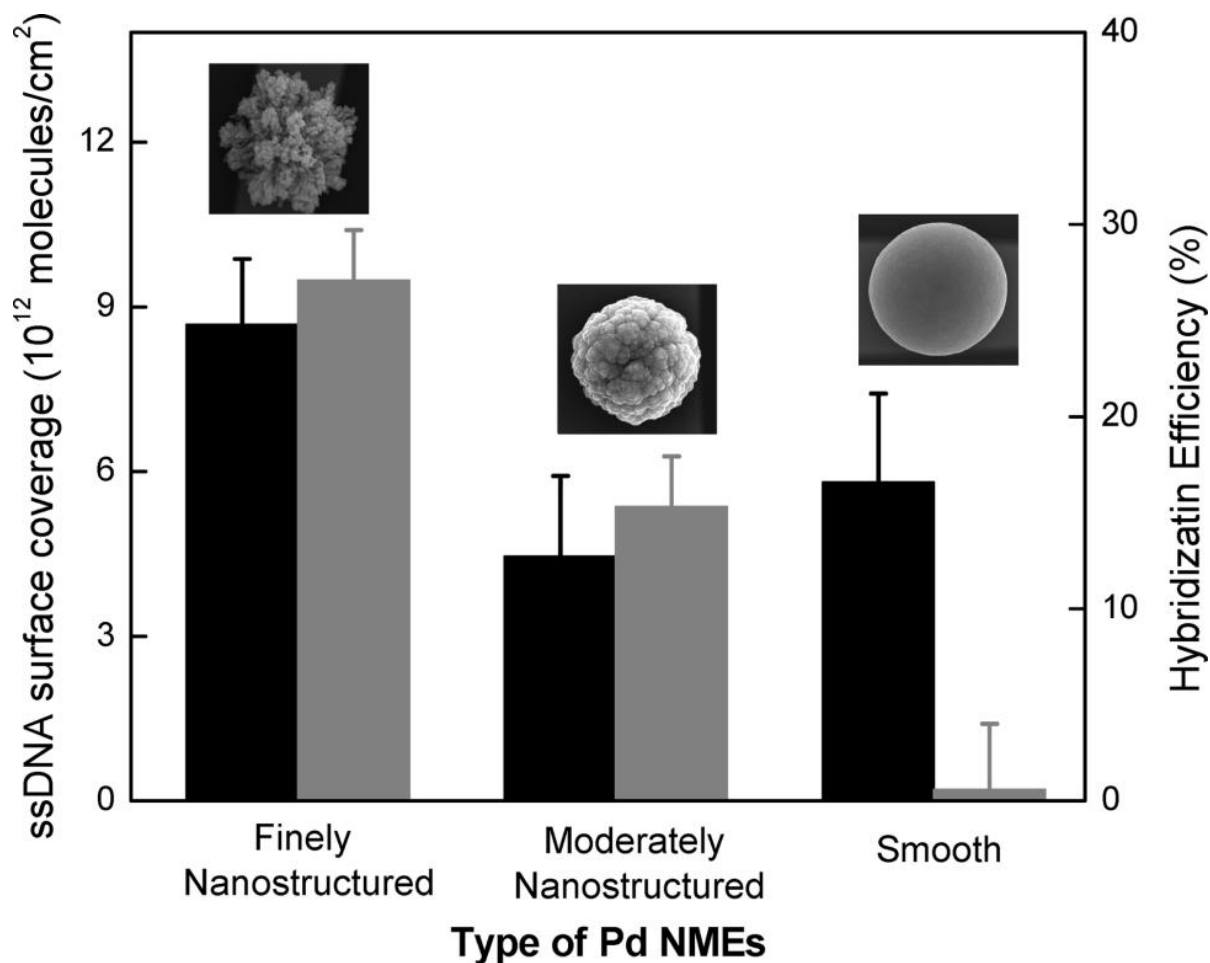 ssDNA surface coverage (10¹² molecules/cm²)
12
9
6
3
0
40
30
20
10
0
Hybridizatin Efficiency (%)
Finely
Nanostructured
Moderately
Nanostructured
Smooth
Type of Pd NMEs